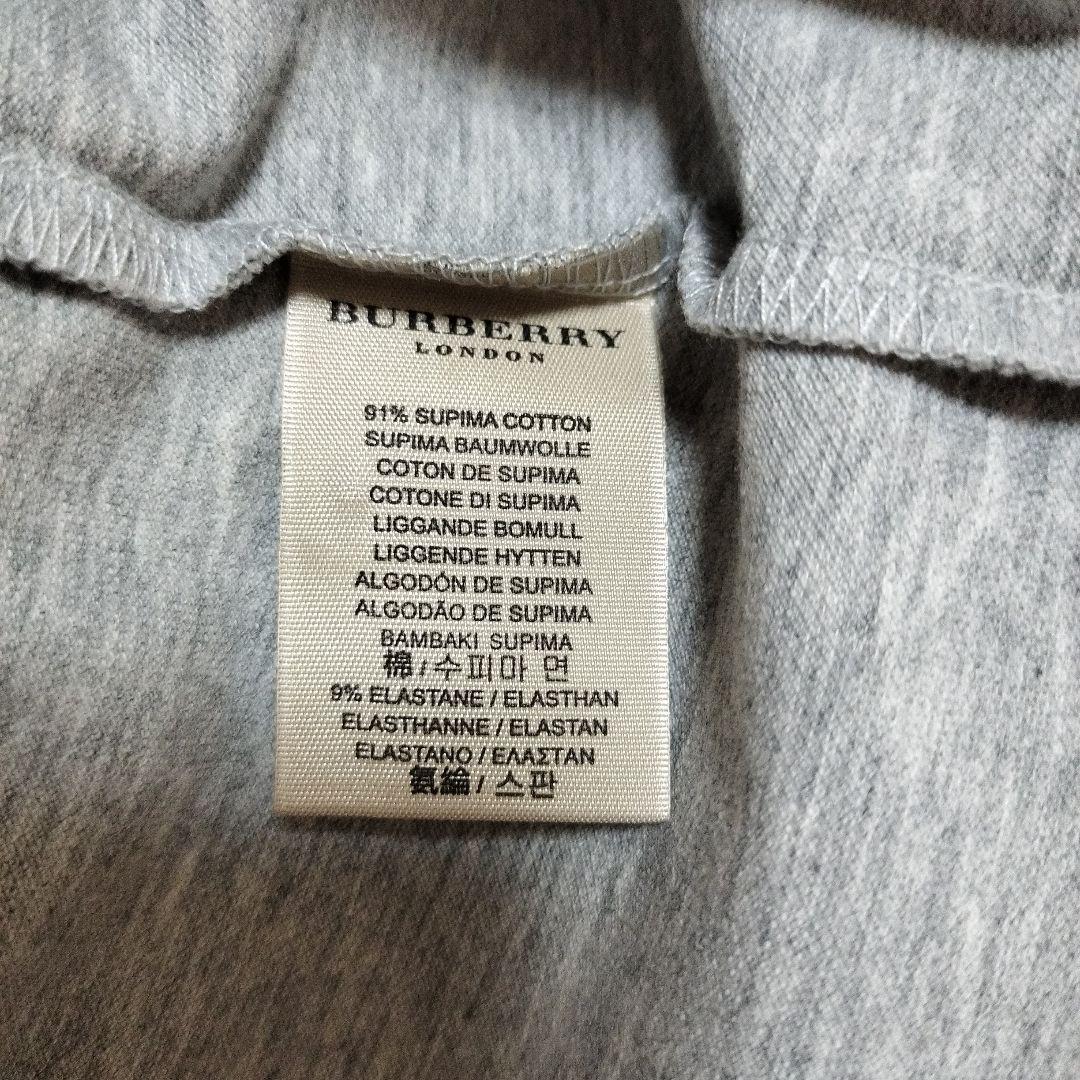 BURBERRY
LONDON
91% SUPIMA COTTON
SUPIMA BAUMWOLLE
COTON DE SUPIMA
COTONE DI SUPIMA
LIGGANDE BOMULL
LIGGENDE HYTTEN
ALGODÓN DE SUPIMA
ALGODÃO DE SUPIMA
BAMBAKI SUPIMA
棉 / 수피마 면
9% ELASTANE / ELASTHAN
ELASTHANNE / ELASTAN
ELASTANO / ΕΛΑΣΤΑΝ
氨綸 / 스판